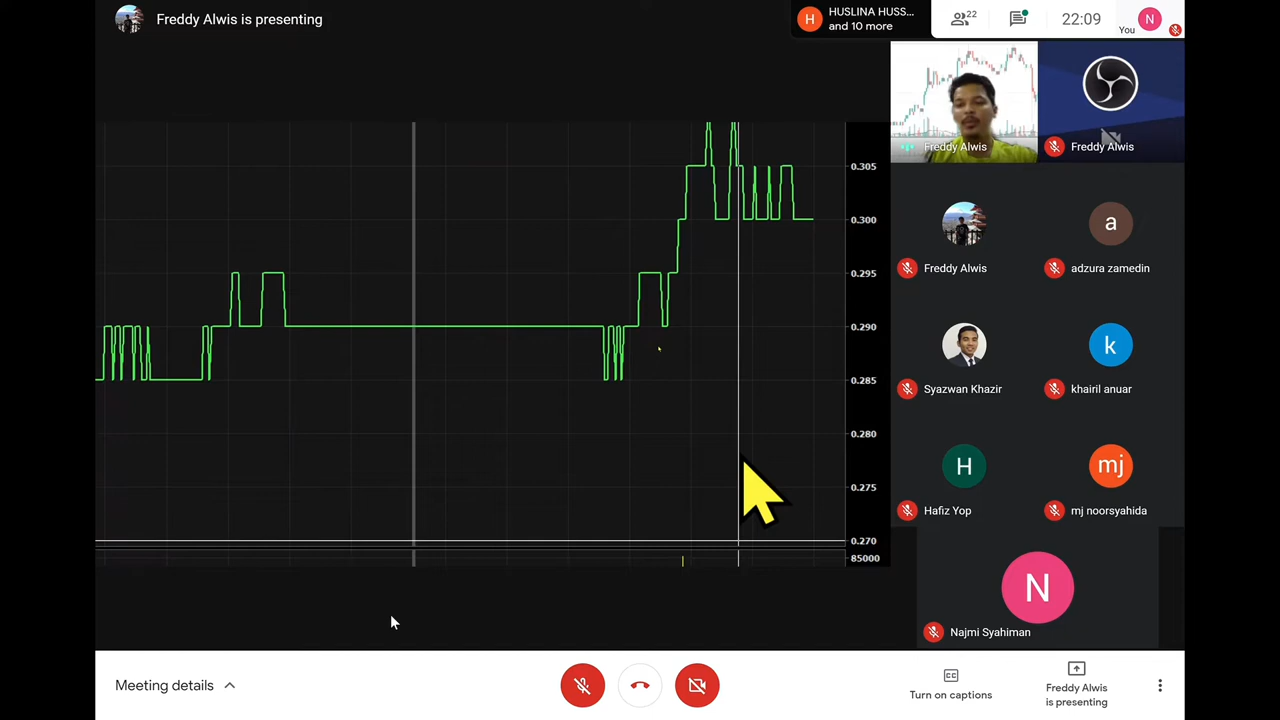 Freddy Alwis is presenting
H
HUSLINA HUSS...
and 10 more
22
22:09
You
N
Freddy Alwis
Freddy Alwis
Freddy Alwis
a
adzura zamedin
Syazwan Khazir
k
khairil anuar
H
Hafiz Yop
mj
mj noorsyahida
N
Najmi Syahiman
0.305
0.300
0.295
0.290
0.285
0.280
0.275
0.270
85000
Meeting details
CC
Turn on captions
Freddy Alwis
is presenting